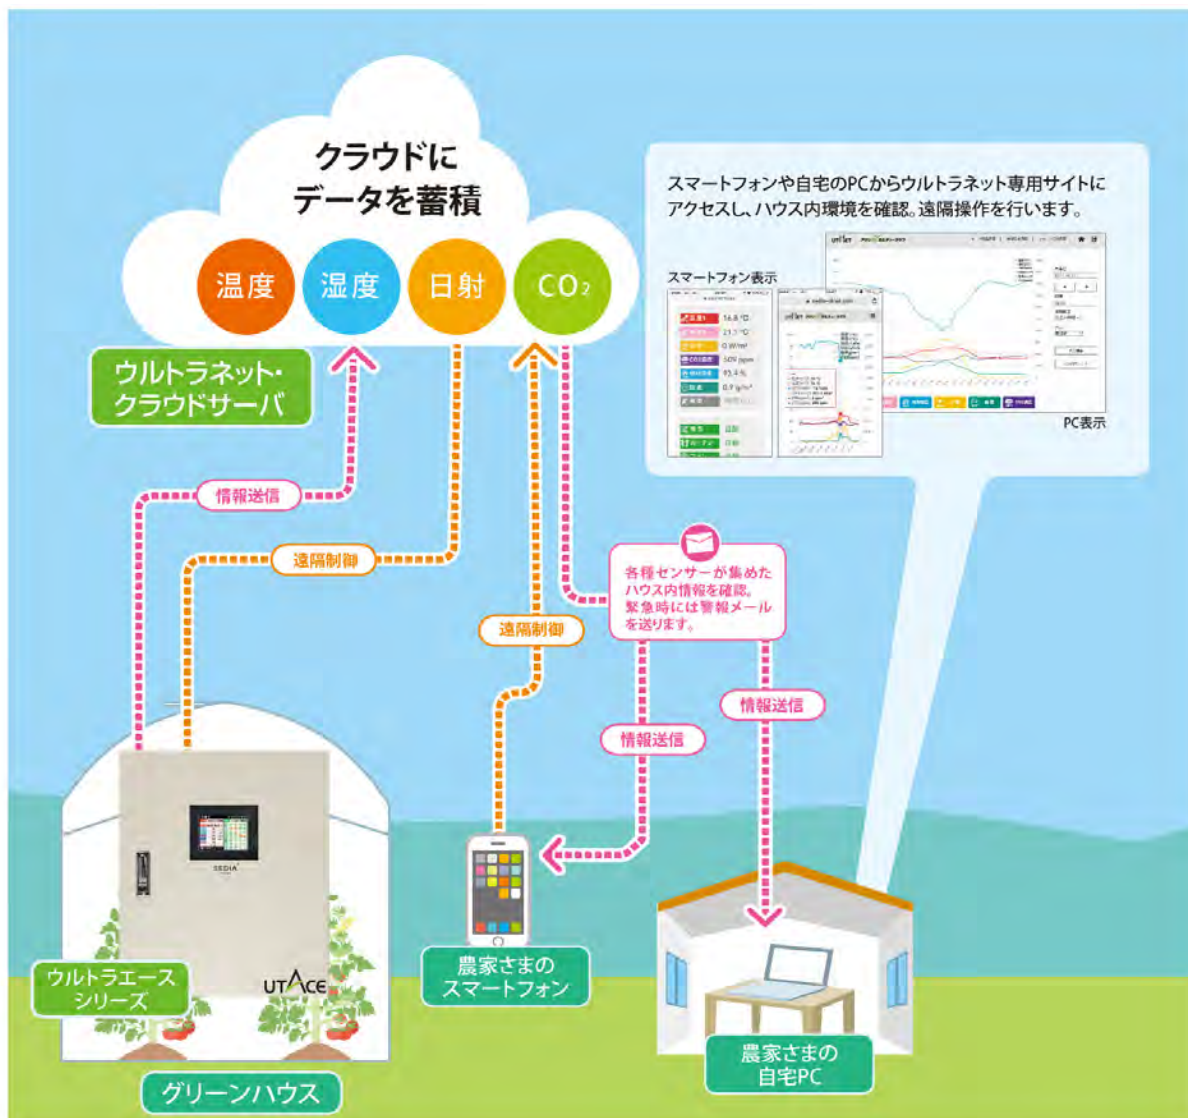 クラウドに
データを蓄積
温度
湿度
日射
CO₂
ウルトラネット・
クラウドサーバ
スマートフォンや自宅のPCからウルトラネット専用サイトに
アクセスし、ハウス内環境を確認。遠隔操作を行います。
スマートフォン表示
16.8 °C
21.1 °C
0 W/m²
509 ppm
PC表示
情報送信
遠隔制御
遠隔制御
各種センサーが集めた
ハウス内情報を確認。
緊急時には警報メール
を送ります。
情報送信
情報送信
SEDIA
UTACE
ウルトラエース
シリーズ
グリーンハウス
農家さまの
スマートフォン
農家さまの
自宅PC